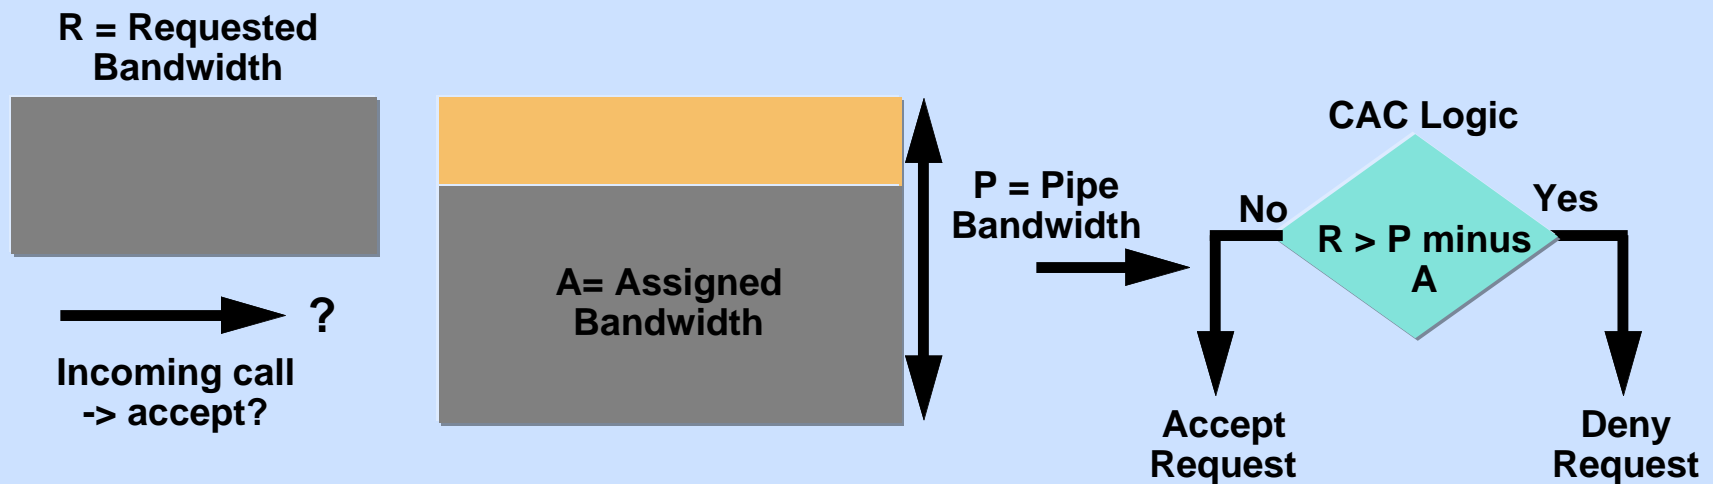 R = Requested
Bandwidth
?
Incoming call
-> accept?
A= Assigned
Bandwidth
P = Pipe
Bandwidth
CAC Logic
No
Yes
R > P minus
A
Accept
Request
Deny
Request